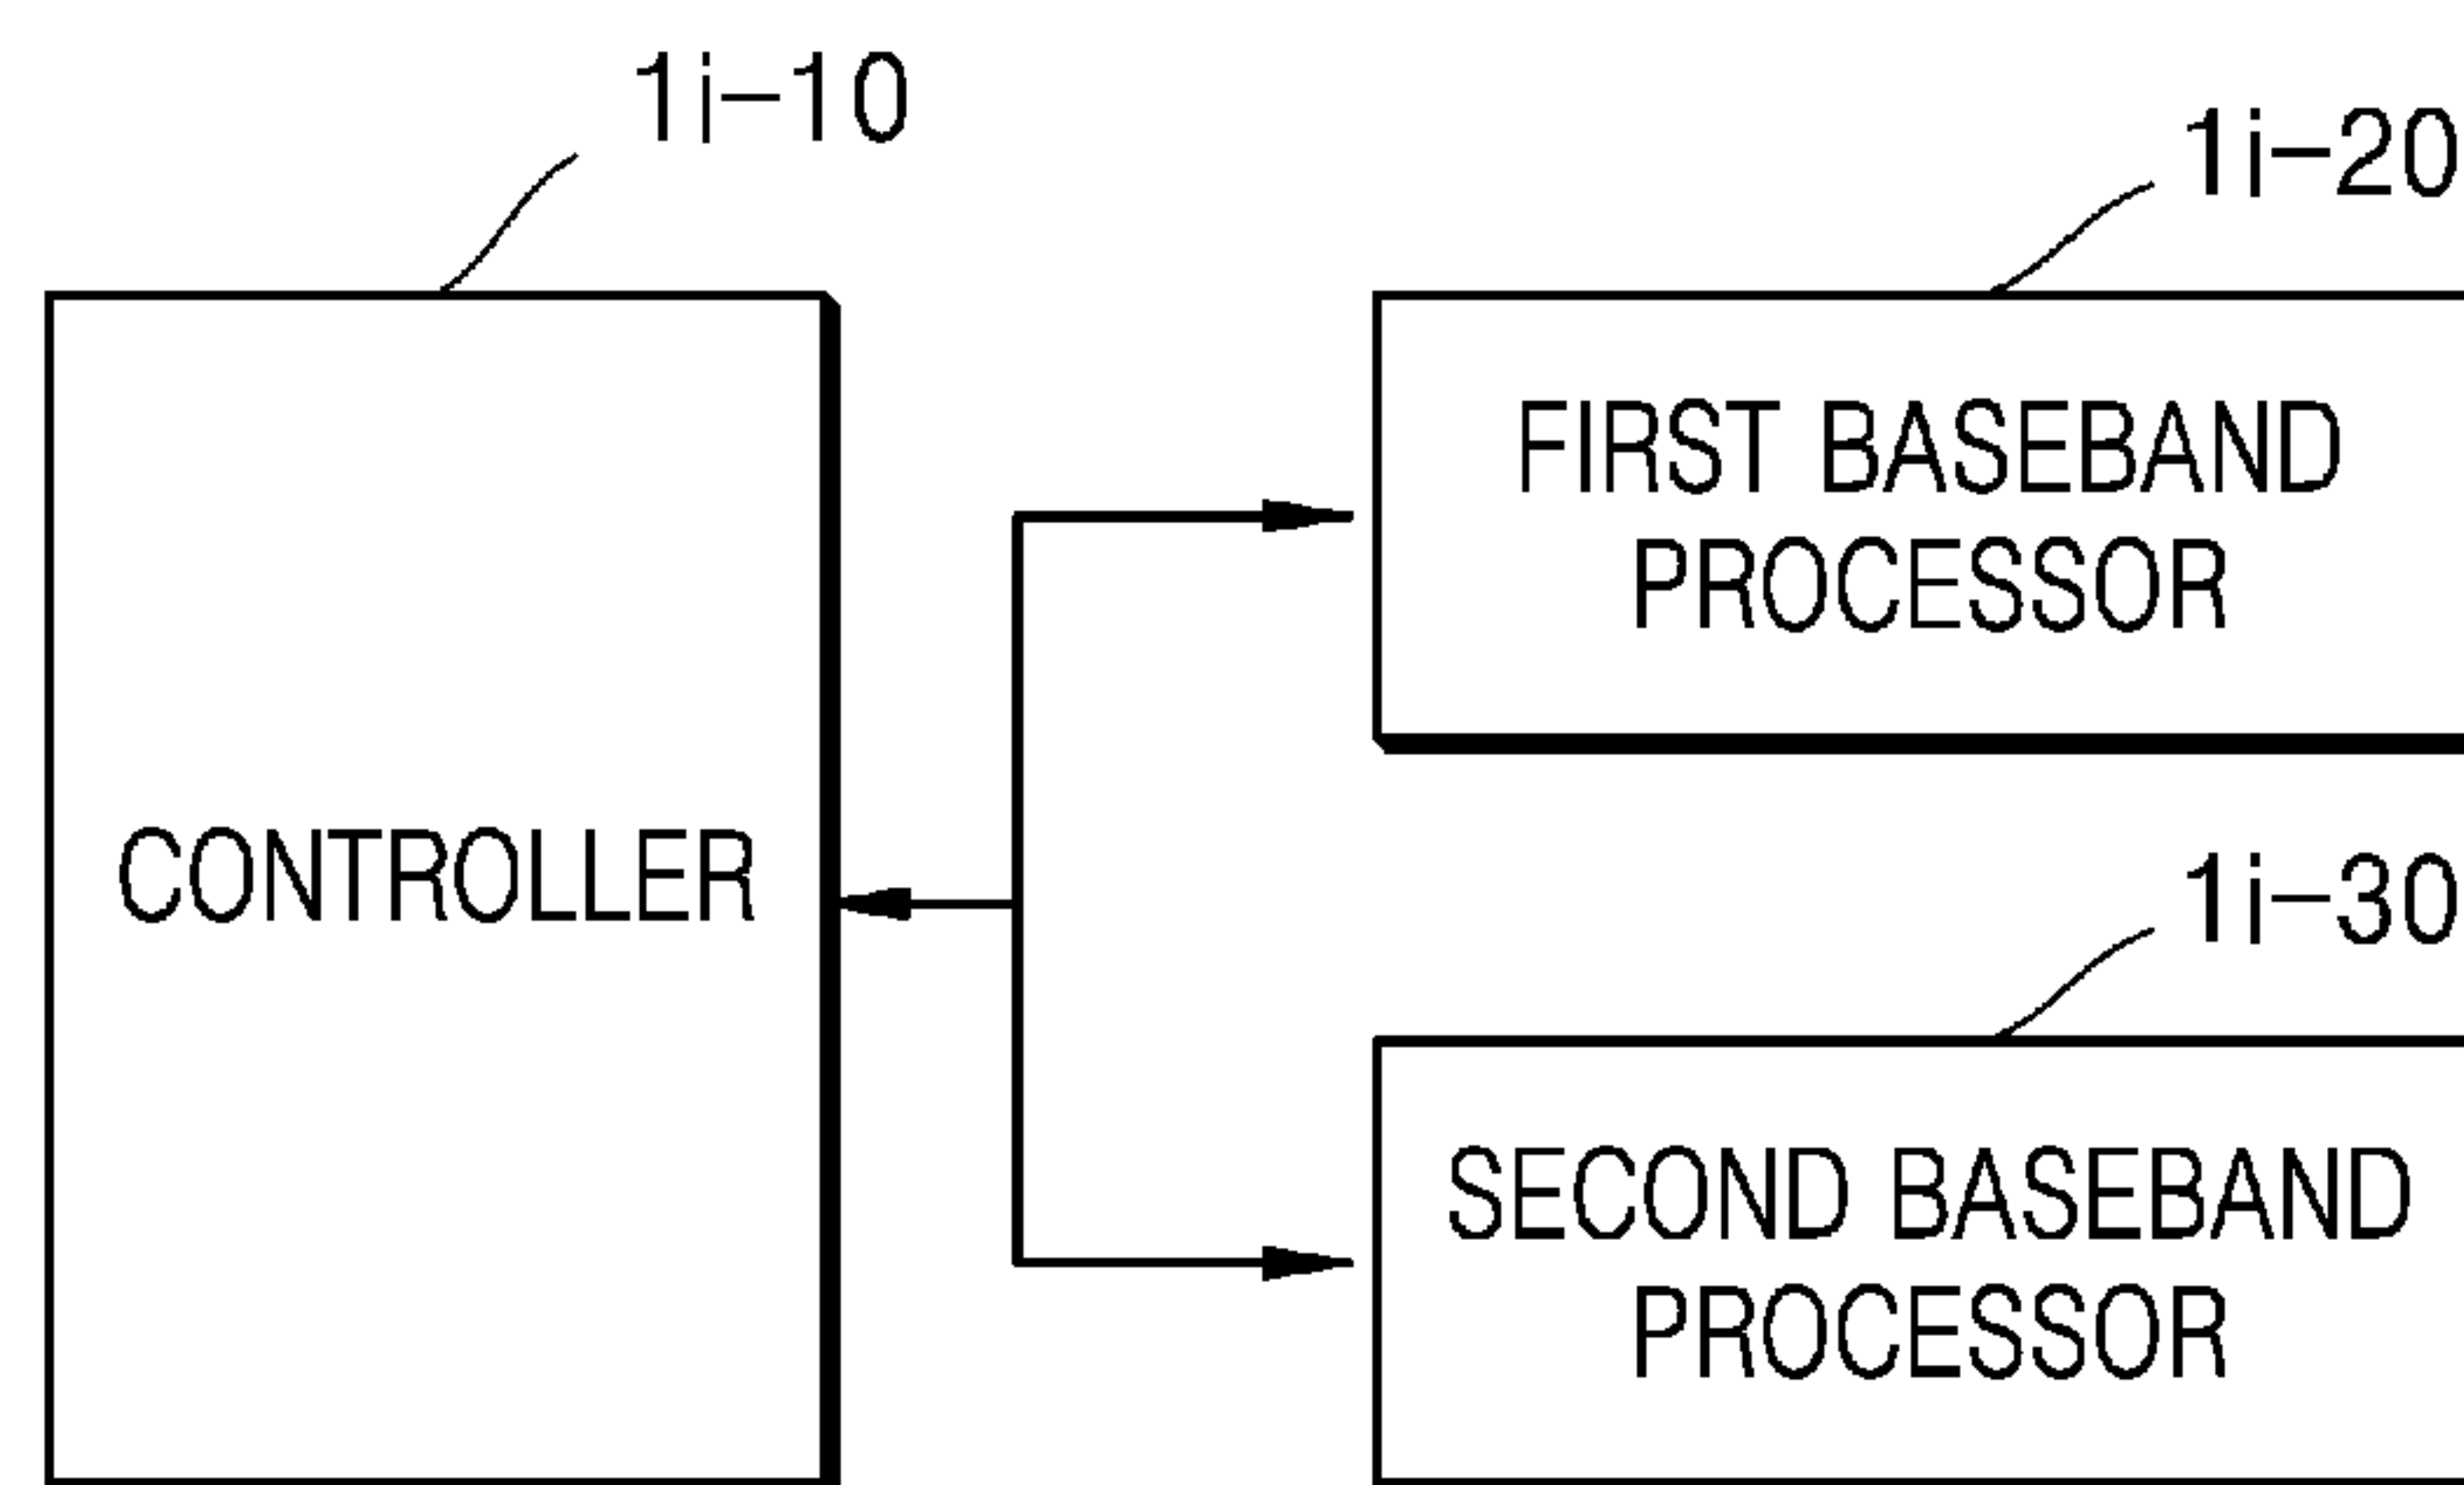 1i-10
1i-20
FIRST BASEBAND
PROCESSOR
CONTROLLER
1i-30
SECOND BASEBAND
PROCESSOR